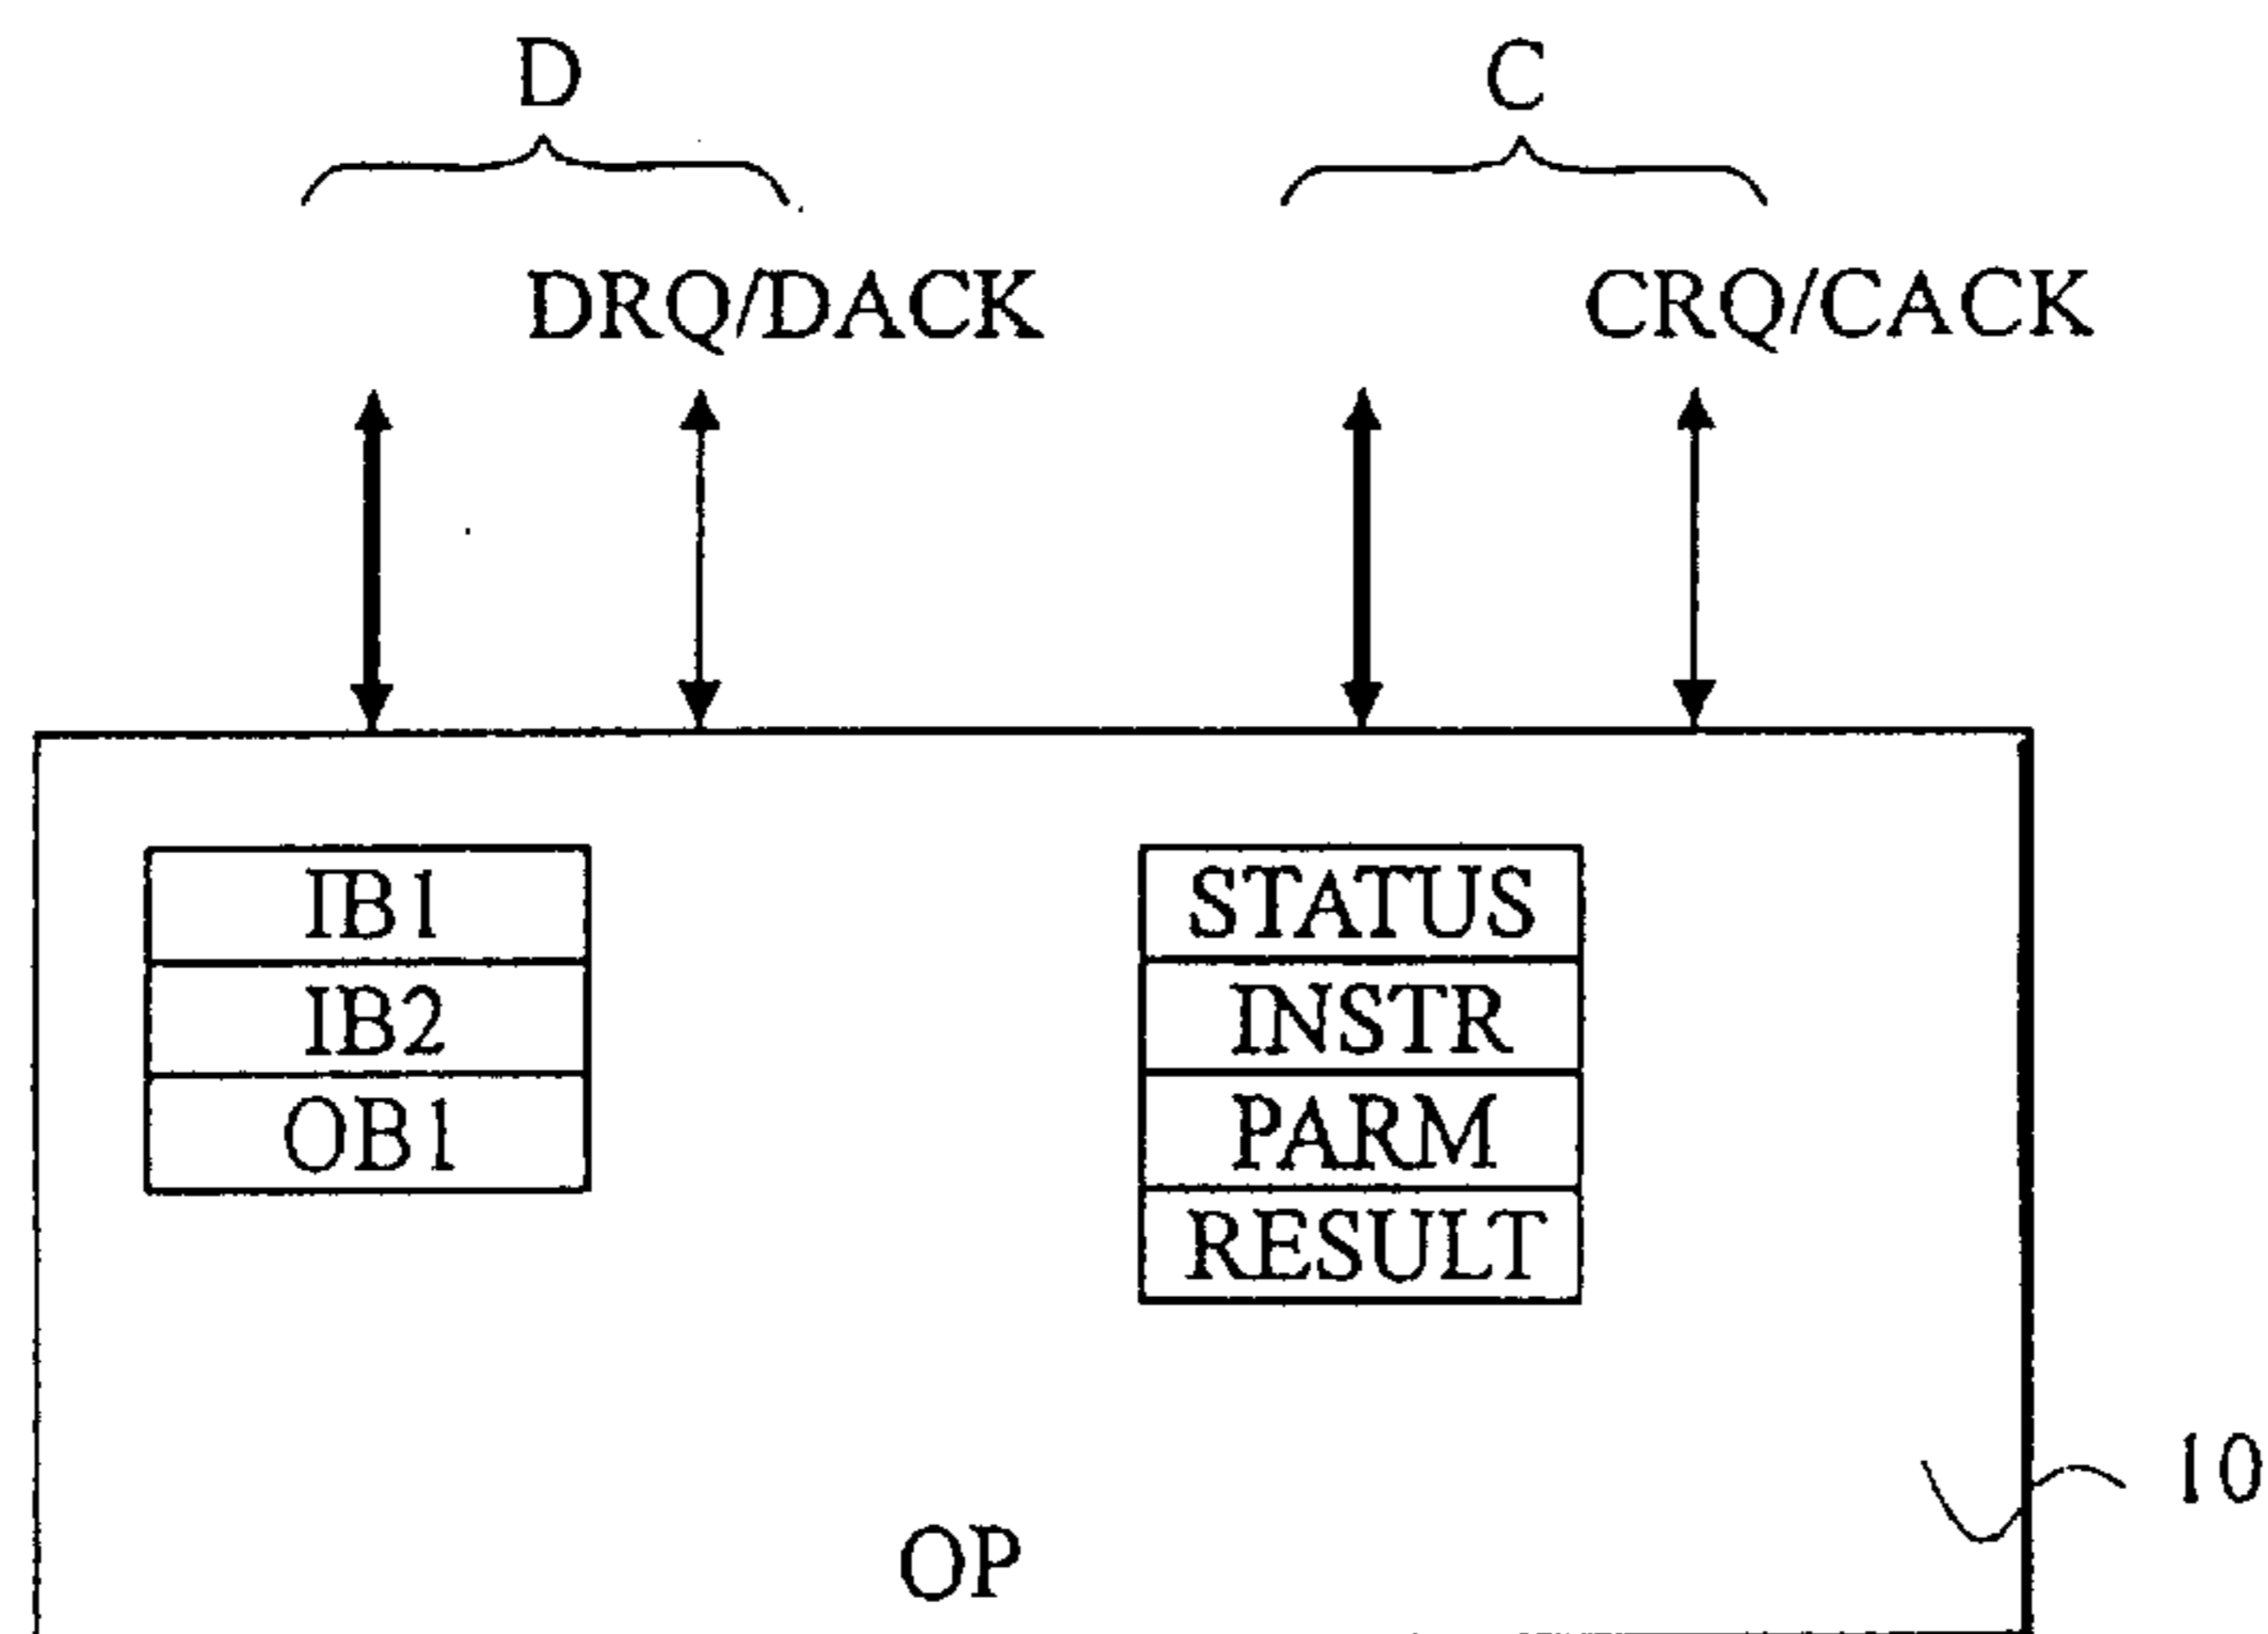 D
C
DRQ/DACK
CRQ/CACK
IB1
IB2
OB1
STATUS
INSTR
PARM
RESULT
10
OP